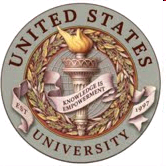 UNITED STATES
KNOWLEDGE IS
EMPOWERMENT
EST
1997
UNIVERSITY